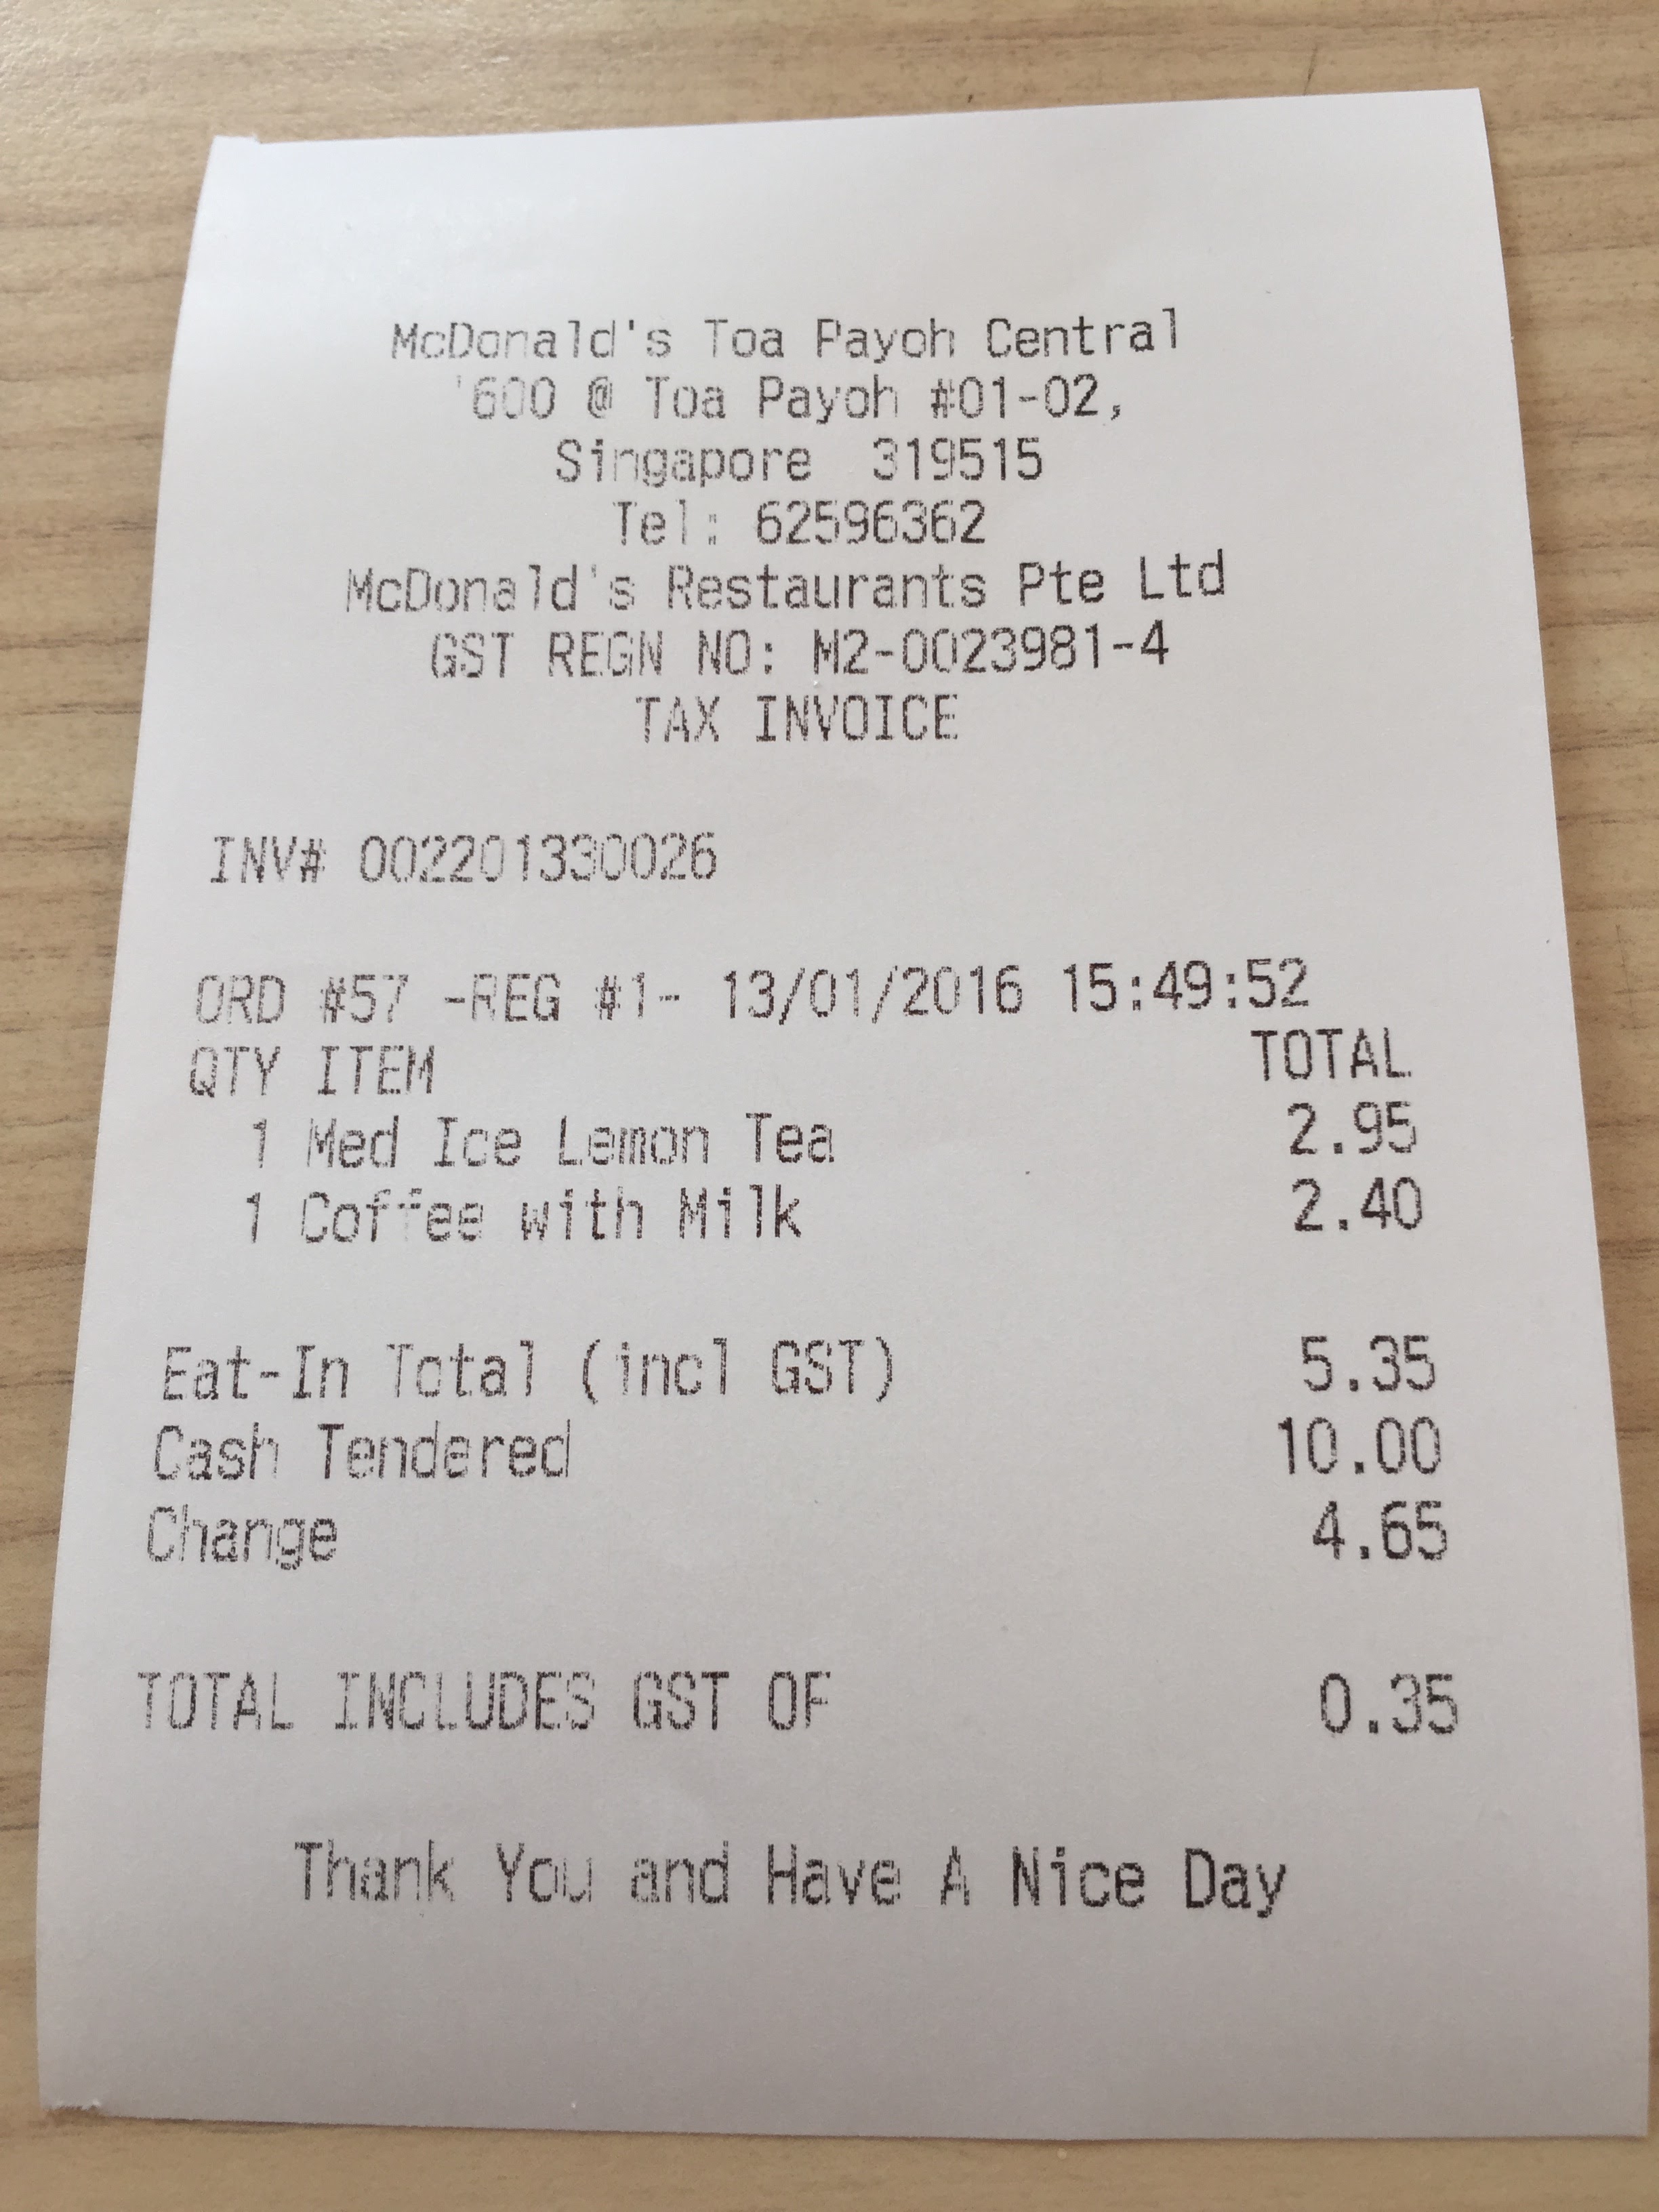 McDonald's Toa Payoh Central
'600 @ Toa Payoh #01-02,
Singapore 319515
Tel: 62596362
McDonald's Restaurants Pte Ltd
GST REGN NO: M2-0023981-4
TAX INVOICE
INV# 002201330026
ORD #57 -REG #1- 13/01/2016 15:49:52
QTY ITEM TOTAL
1 Med Ice Lemon Tea 2.95
1 Coffee with Milk 2.40
Eat-In Total (incl GST) 5.35
Cash Tendered 10.00
Change 4.65
TOTAL INCLUDES GST OF 0.35
Thank You and Have A Nice Day